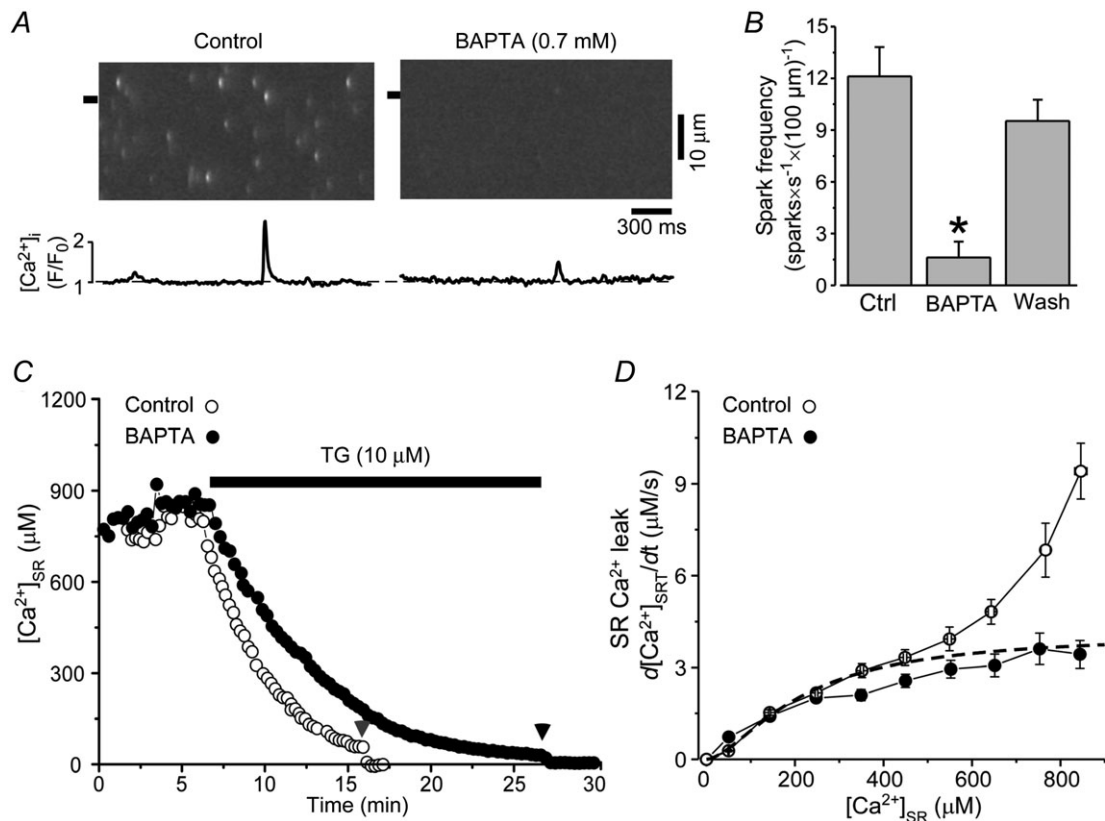 A
Control
BAPTA (0.7 mM)
10 μm
300 ms
[Ca²⁺]i
(F/F₀)
2
1
B
Spark frequency
(sparks×s⁻¹×(100 μm)⁻¹
15
12
9
6
3
0
*
Ctrl
BAPTA
Wash
C
Control
BAPTA
TG (10 μM)
[Ca²⁺]SR (μM)
1200
900
600
300
0
0
5
10
15
20
25
30
Time (min)
D
Control
BAPTA
SR Ca²⁺ leak
d[Ca²⁺]SRT/dt (μM/s)
12
9
6
3
0
0
200
400
600
800
[Ca²⁺]SR (μM)